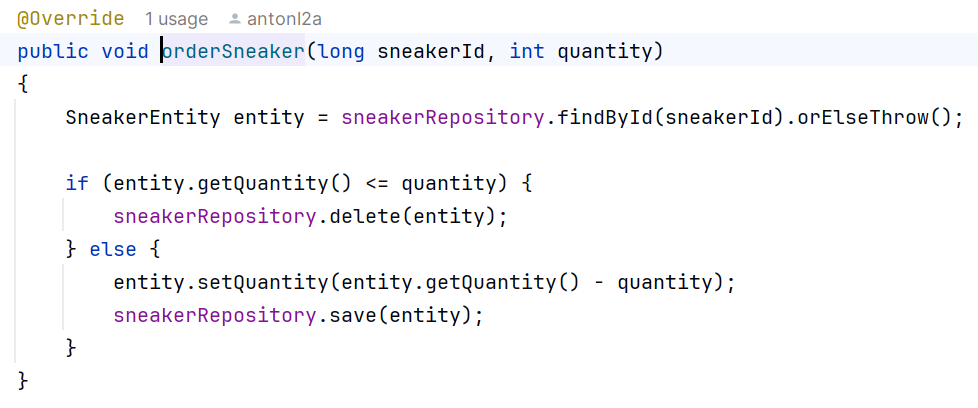 @Override 1 usage antonl2a
public void orderSneaker(long sneakerId, int quantity)
{
    SneakerEntity entity = sneakerRepository.findById(sneakerId).orElseThrow();

    if (entity.getQuantity() <= quantity) {
        sneakerRepository.delete(entity);
    } else {
        entity.setQuantity(entity.getQuantity() - quantity);
        sneakerRepository.save(entity);
    }
}